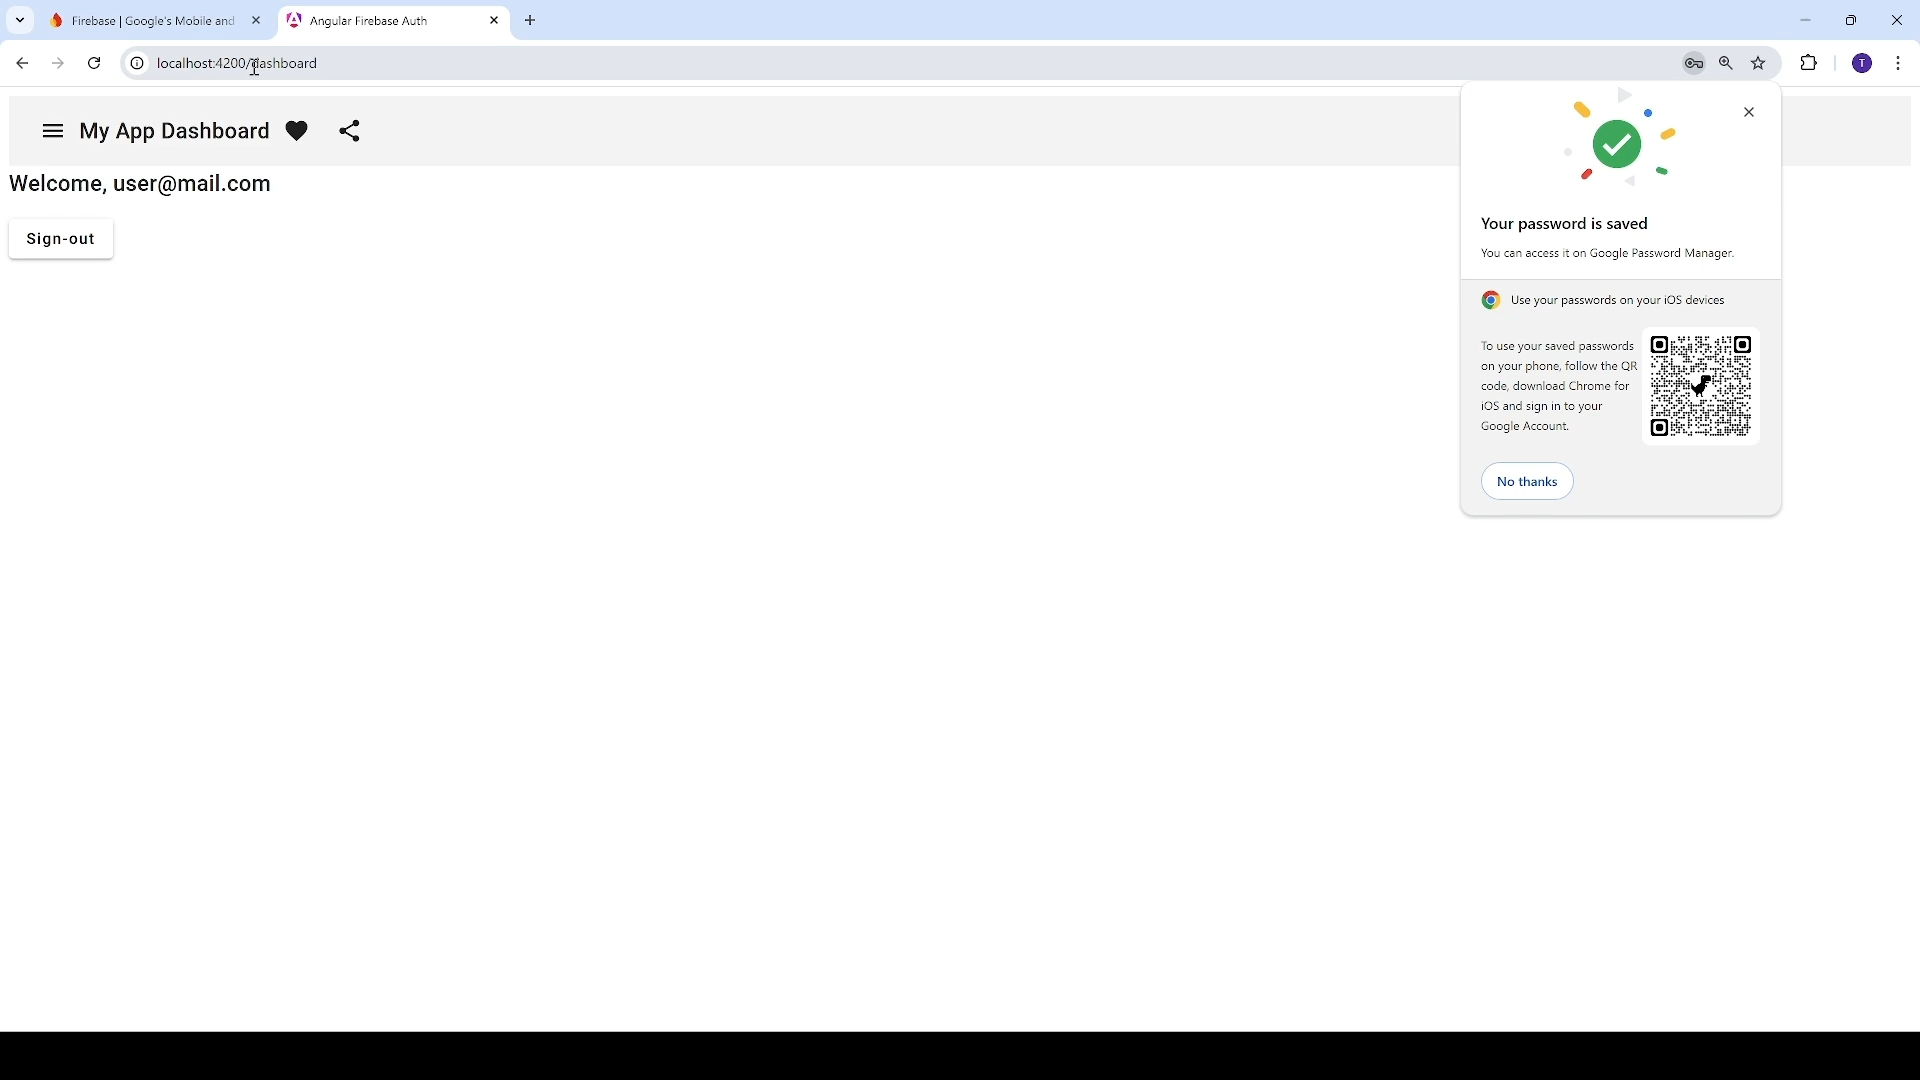 Firebase | Google's Mobile and
Angular Firebase Auth
localhost:4200/dashboard
T
My App Dashboard
Welcome, user@mail.com
Sign-out
Your password is saved
You can access it on Google Password Manager.
Use your passwords on your iOS devices
To use your saved passwords
on your phone, follow the QR
code, download Chrome for
iOS and sign in to your
Google Account.
No thanks